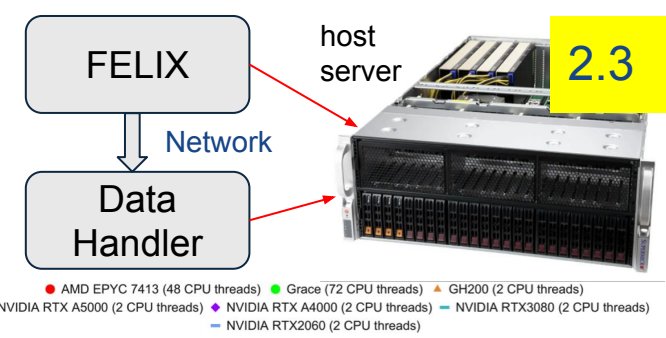 FELIX
host
server
2.3
Network
Data
Handler
AMD EPYC 7413 (48 CPU threads) Grace (72 CPU threads) GH200 (2 CPU threads)
NVIDIA RTX A5000 (2 CPU threads) NVIDIA RTX A4000 (2 CPU threads) NVIDIA RTX3080 (2 CPU threads)
NVIDIA RTX2060 (2 CPU threads)